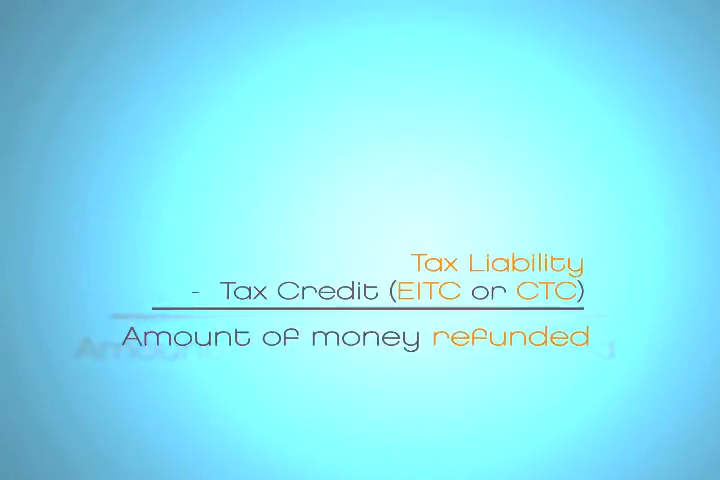 Tax Liability
- Tax Credit (EITC or CTC)
Amount of money refunded